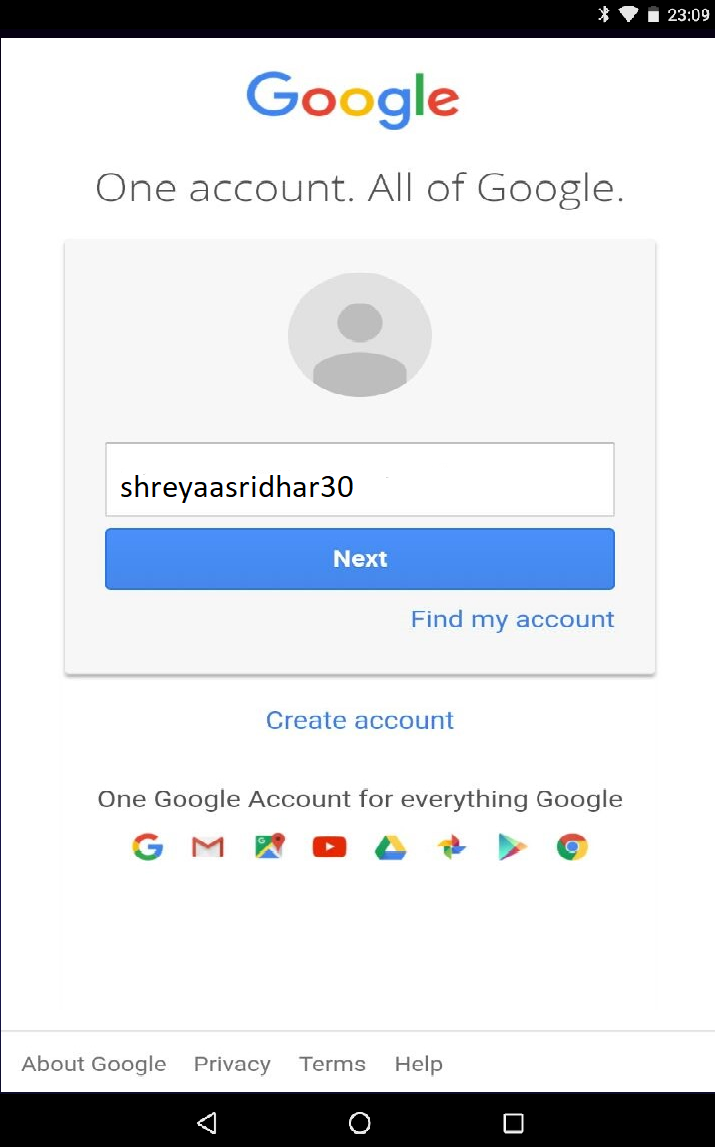 23:09
Google
One account. All of Google.
shreyaasridhar30
Next
Find my account
Create account
One Google Account for everything Google
About Google Privacy Terms Help